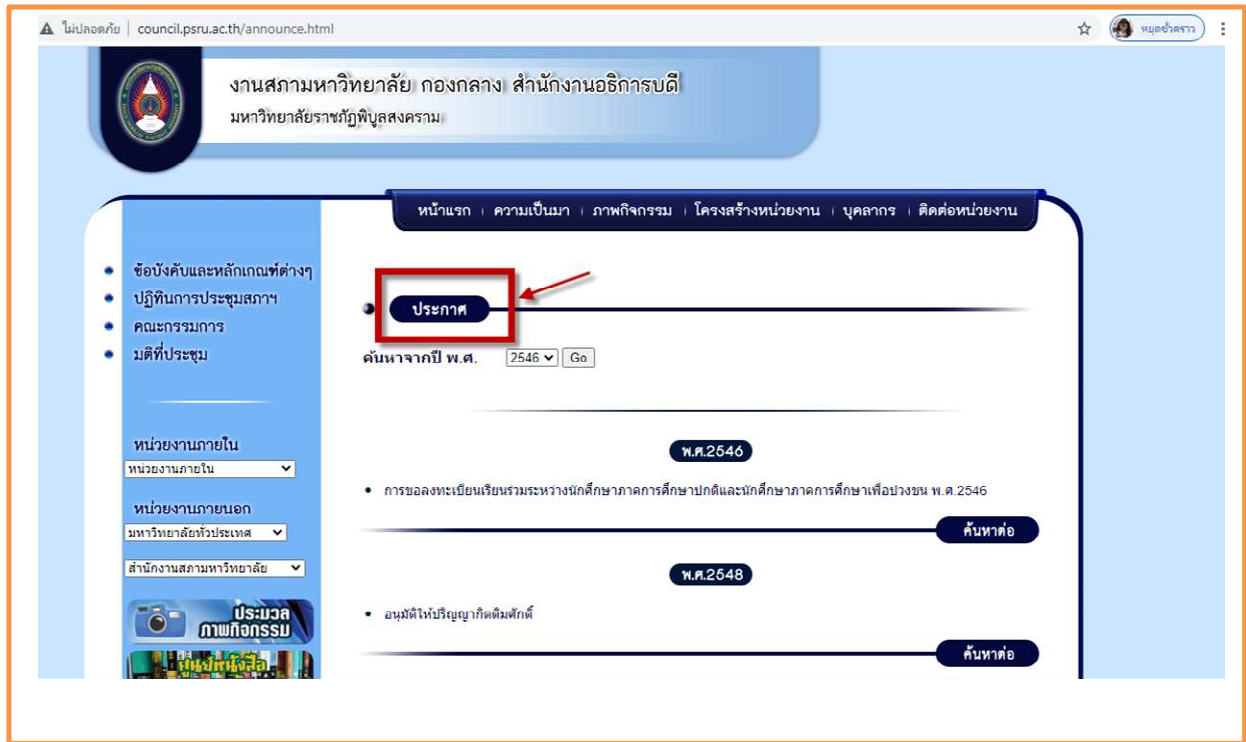 ไม่ปลอดภัย | council.psru.ac.th/announce.html
หยุดชั่วคราว
งานสภามหาวิทยาลัย กองกลาง สำนักงานอธิการบดี
มหาวิทยาลัยราชภัฏพิบูลสงคราม
หน้าแรก | ความเป็นมา | ภาพกิจกรรม | โครงสร้างหน่วยงาน | บุคลากร | ติดต่อหน่วยงาน
ข้อบังคับและหลักเกณฑ์ต่างๆ
ปฏิทินการประชุมสภาฯ
คณะกรรมการ
มติที่ประชุม
หน่วยงานภายใน
หน่วยงานภายใน
หน่วยงานภายนอก
มหาวิทยาลัยทั่วประเทศ
สำนักงานสภามหาวิทยาลัย
ประมวล
ภาพกิจกรรม
ศูนย์หนังสือ
ประกาศ
ค้นหาจากปี พ.ศ. 2546 Go
พ.ศ.2546
การขอลงทะเบียนเรียนร่วมระหว่างนักศึกษาภาคการศึกษาปกติและนักศึกษาภาคการศึกษาเพื่อปวงชน พ.ศ.2546
ค้นหาต่อ
พ.ศ.2548
อนุมัติให้ปริญญากิตติมศักดิ์
ค้นหาต่อ